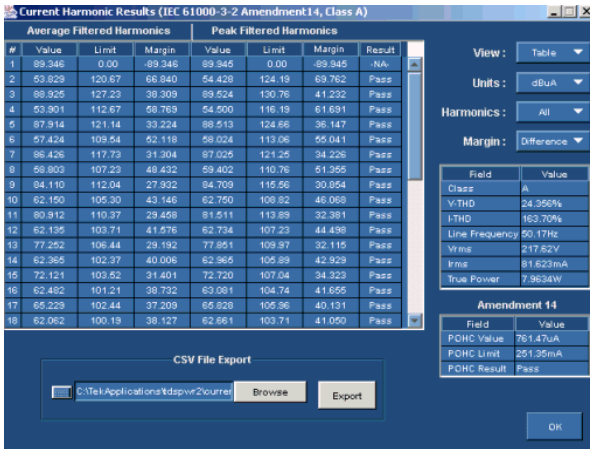 Current Harmonic Results (IEC 61000-3-2 Amendment14, Class A)
Average Filtered Harmonics Peak Filtered Harmonics
# Value Limit Margin Value Limit Margin Result
1 89.346 0.00 -89.346 89.945 0.00 -89.945 -NA-
2 53.829 120.67 66.840 54.428 124.19 69.762 Pass
3 88.925 127.23 38.309 89.524 130.76 41.232 Pass
4 53.901 112.67 58.769 54.500 116.19 61.691 Pass
5 87.914 121.14 33.224 88.513 124.66 36.147 Pass
6 57.424 109.54 52.118 58.024 113.06 55.041 Pass
7 86.426 117.73 31.304 87.025 121.25 34.226 Pass
8 58.803 107.23 48.432 59.402 110.76 51.355 Pass
9 84.110 112.04 27.932 84.709 115.56 30.854 Pass
10 62.150 105.30 43.146 62.750 108.82 46.068 Pass
11 80.912 110.37 29.458 81.511 113.89 32.381 Pass
12 62.135 103.71 41.576 62.734 107.23 44.498 Pass
13 77.252 106.44 29.192 77.851 109.97 32.115 Pass
14 62.365 102.37 40.006 62.965 105.89 42.929 Pass
15 72.121 103.52 31.401 72.720 107.04 34.323 Pass
16 62.482 101.21 38.732 63.081 104.74 41.655 Pass
17 65.229 102.44 37.209 65.828 105.96 40.131 Pass
18 62.062 100.19 38.127 62.661 103.71 41.050 Pass
View : Table
Units : dBuA
Harmonics : All
Margin : Difference
Field Value
Class A
V-THD 24.356%
I-THD 163.70%
Line Frequency 50.17Hz
Vrms 217.62V
Irms 81.623mA
True Power 7.9634W
Amendment 14
Field Value
POHC Value 761.47uA
POHC Limit 251.35mA
POHC Result Pass
CSV File Export
C:\TekApplications\tdspwr2\currer
Browse
Export
OK